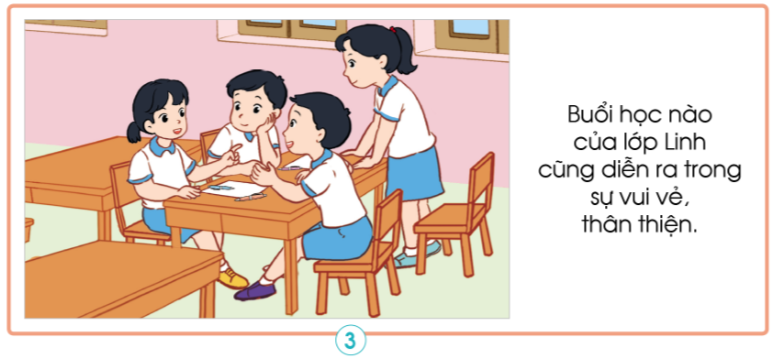 Buổi học nào
của lớp Linh
cũng diễn ra trong
sự vui vẻ,
thân thiện.
3